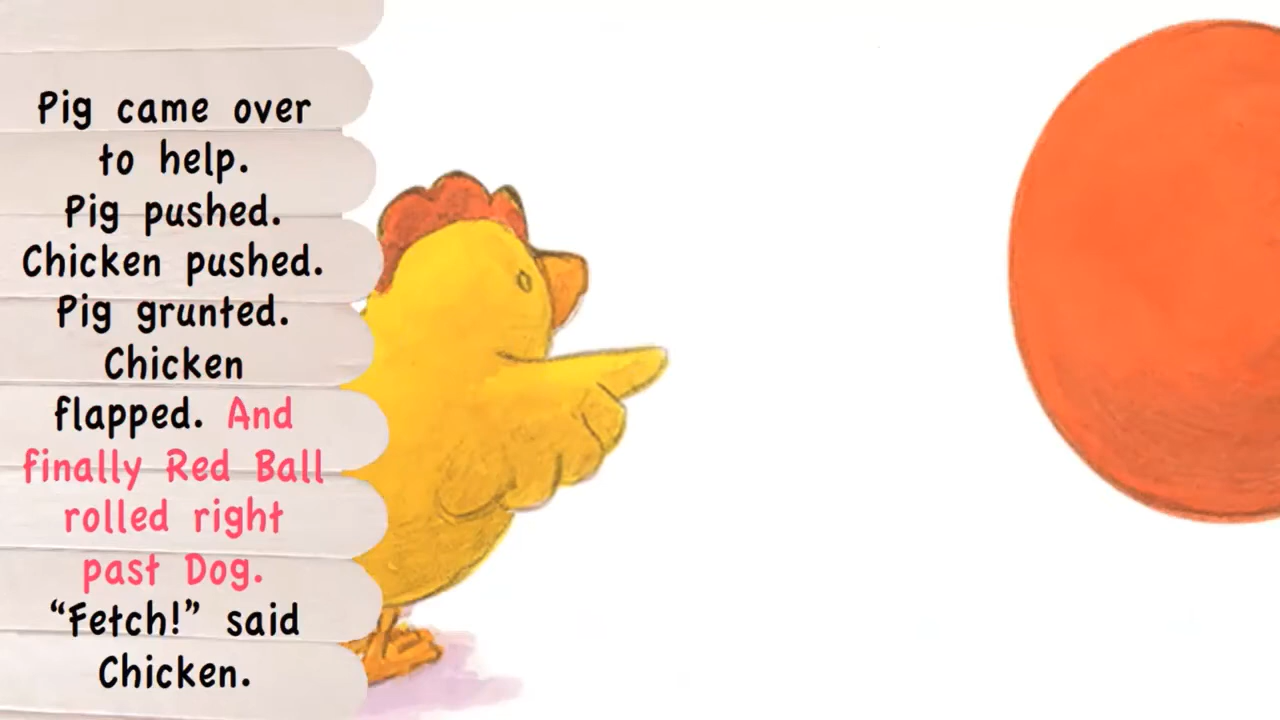 Pig came over
to help.
Pig pushed.
Chicken pushed.
Pig grunted.
Chicken
flapped. And
finally Red Ball
rolled right
past Dog.
“Fetch!” said
Chicken.